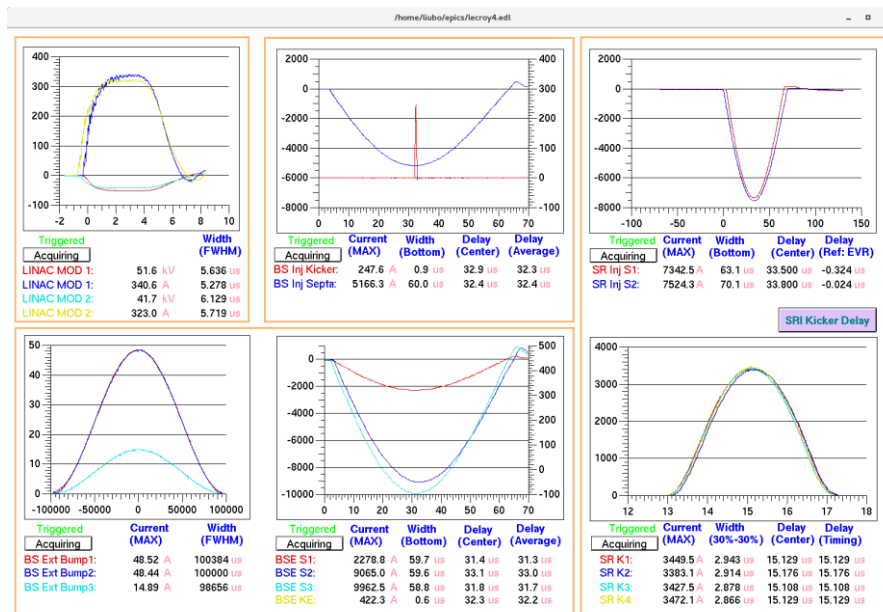 /home/liubo/epics/lecroy4.edl
400
300
200
100
0
-100
-2 0 2 4 6 8 10
Triggered Width
Acquiring (FWHM)
LINAC MOD 1: 51.6 kV 5.636 us
LINAC MOD 1: 340.6 A 5.278 us
LINAC MOD 2: 41.7 kV 6.129 us
LINAC MOD 2: 323.0 A 5.719 us
2000 400
0 300
-2000
-4000 200
100
-6000 0
-8000 -100
0 10 20 30 40 50 60 70
Triggered Current Width Delay Delay
Acquiring (MAX) (Bottom) (Center) (Average)
BS Inj Kicker: 247.6 A 0.9 us 32.9 us 32.3 us
BS Inj Septa: 5166.3 A 60.0 us 32.4 us 32.4 us
2000
0
-2000
-4000
-6000
-8000
-100 -50 0 50 100 150
Triggered Current Width Delay Delay
Acquiring (MAX) (Bottom) (Center) (Ref: EVR)
SR Inj S1: 7342.5 A 63.1 us 33.500 us -0.324 us
SR Inj S2: 7524.3 A 70.1 us 33.800 us -0.024 us
SRI Kicker Delay
50
40
30
20
10
0
-100000 -50000 0 50000 100000
Triggered Current Width
Acquiring (MAX) (FWHM)
BS Ext Bump1: 48.52 A 100384 us
BS Ext Bump2: 48.44 A 100000 us
BS Ext Bump3: 14.89 A 98656 us
500
0 400
-2000 300
-4000
200
-6000
100
-8000 0
-10000 -100
0 10 20 30 40 50 60 70
Triggered Current Width Delay Delay
Acquiring (MAX) (Bottom) (Center) (Average)
BSE S1: 2278.8 A 59.7 us 31.4 us 31.3 us
BSE S2: 9065.0 A 59.6 us 33.1 us 33.0 us
BSE S3: 9962.5 A 58.8 us 31.8 us 31.7 us
BSE KE: 422.3 A 0.6 us 32.3 us 32.2 us
4000
3000
2000
1000
0
12 13 14 15 16 17 18
Triggered Current Width Delay Delay
Acquiring (MAX) (30%-30%) (Center) (Timing)
SR K1: 3449.5 A 2.943 us 15.129 us 15.129 us
SR K2: 3383.1 A 2.914 us 15.176 us 15.176 us
SR K3: 3427.5 A 2.878 us 15.108 us 15.108 us
SR K4: 3472.1 A 2.866 us 15.129 us 15.129 us